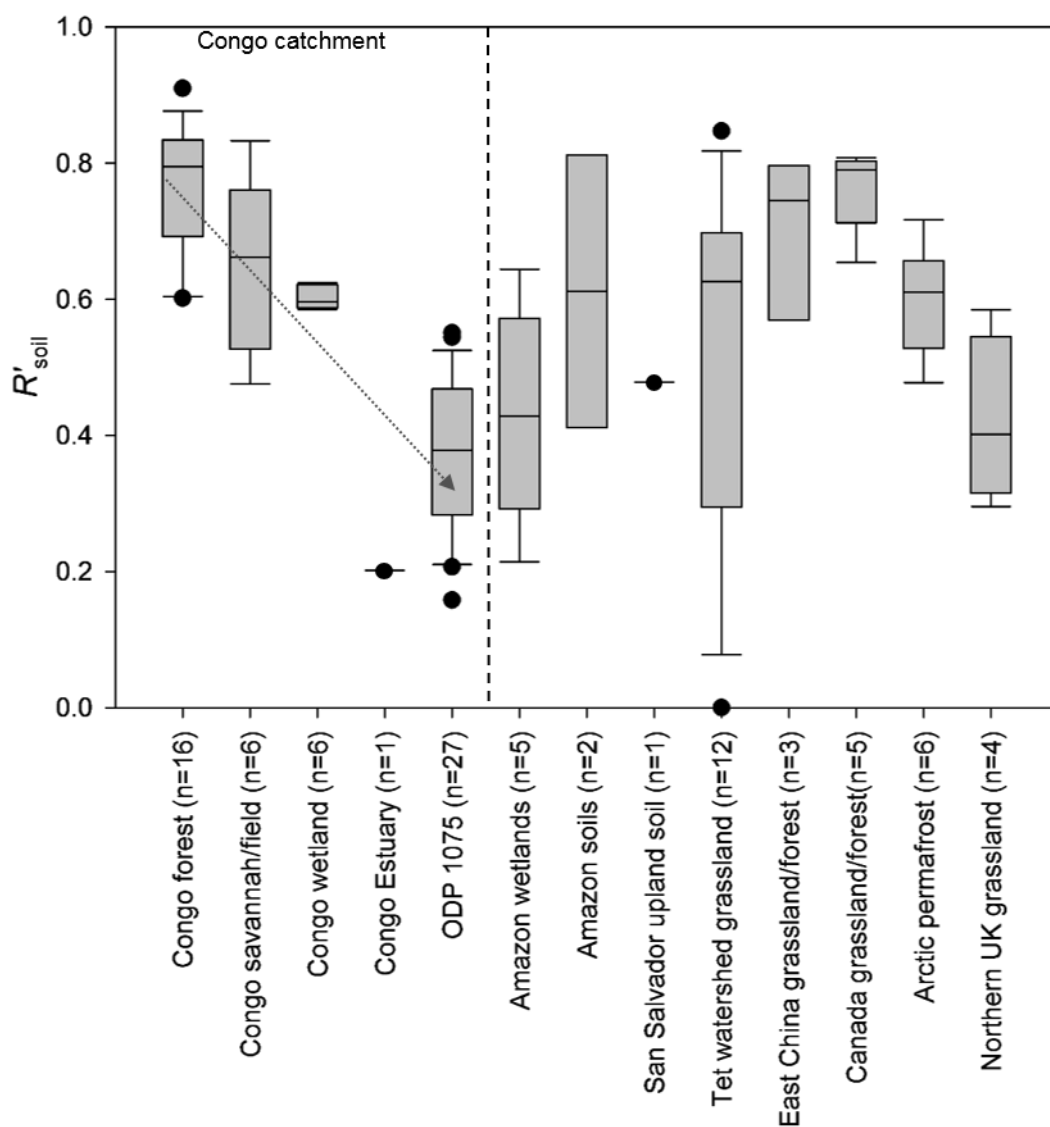 Congo catchment
1.0
0.8
0.6
0.4
0.2
0.0
R'soil
Congo forest (n=16)
Congo savannah/field (n=6)
Congo wetland (n=6)
Congo Estuary (n=1)
ODP 1075 (n=27)
Amazon wetlands (n=5)
Amazon soils (n=2)
San Salvador upland soil (n=1)
Tet watershed grassland (n=12)
East China grassland/forest (n=3)
Canada grassland/forest(n=5)
Arctic permafrost (n=6)
Northern UK grassland (n=4)